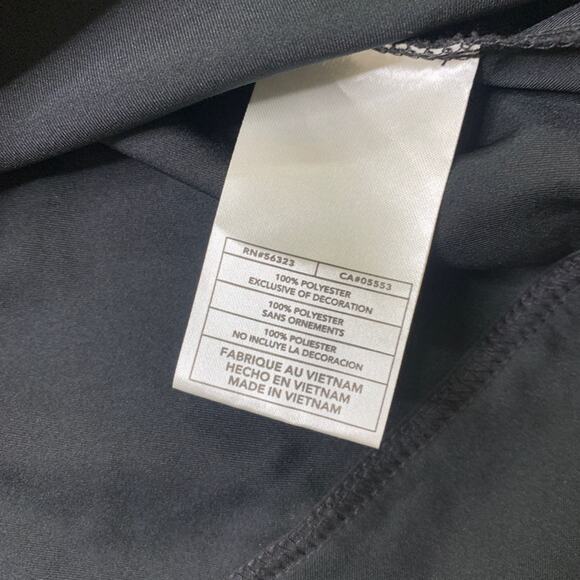 RN#56323 CA#05553
100% POLYESTER
EXCLUSIVE OF DECORATION
100% POLYESTER
SANS ORNEMENTS
100% POLIESTER
NO INCLUYE LA DECORACION
FABRIQUE AU VIETNAM
HECHO EN VIETNAM
MADE IN VIETNAM